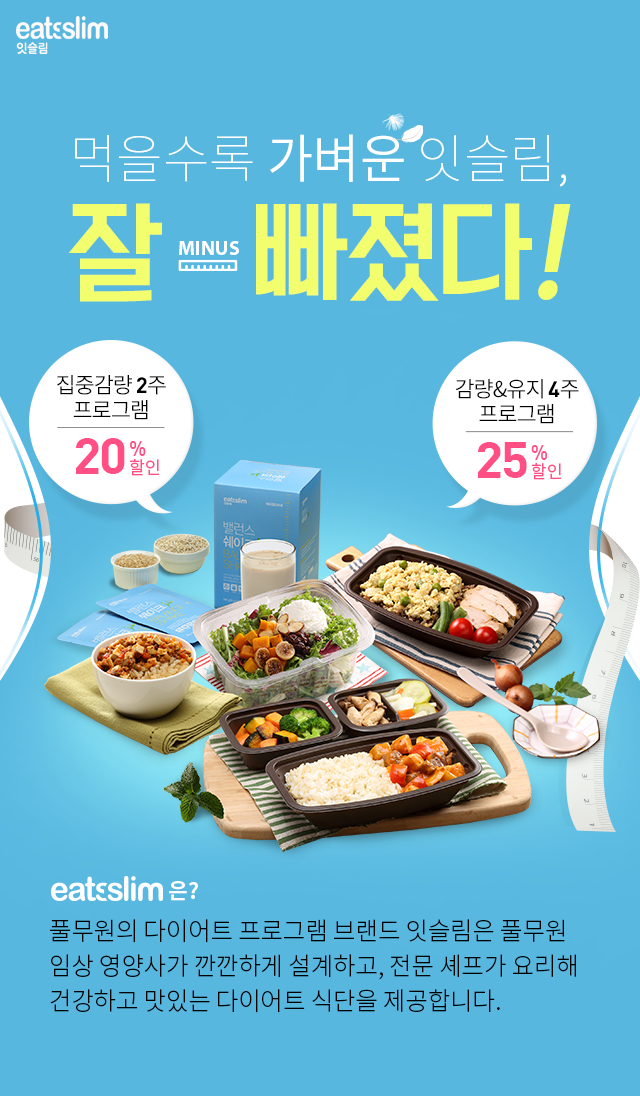 eatsslim
잇슬림
먹을수록 가벼운 잇슬림,
잘 MINUS 빠졌다!
집중감량 2주
프로그램
20% 할인
감량&유지 4주
프로그램
25% 할인
eatsslim
밸런스
쉐이크
eatsslim 은?
풀무원의 다이어트 프로그램 브랜드 잇슬림은 풀무원
임상 영양사가 깐깐하게 설계하고, 전문 셰프가 요리해
건강하고 맛있는 다이어트 식단을 제공합니다.